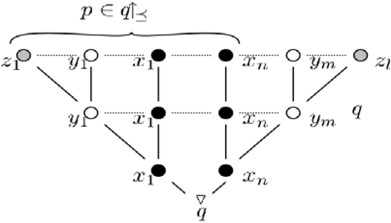 p ∈ q↾⪯
z₁ y₁ x₁ xₙ yₘ zₗ
y₁ x₁ xₙ yₘ q
x₁ xₙ
▽
q